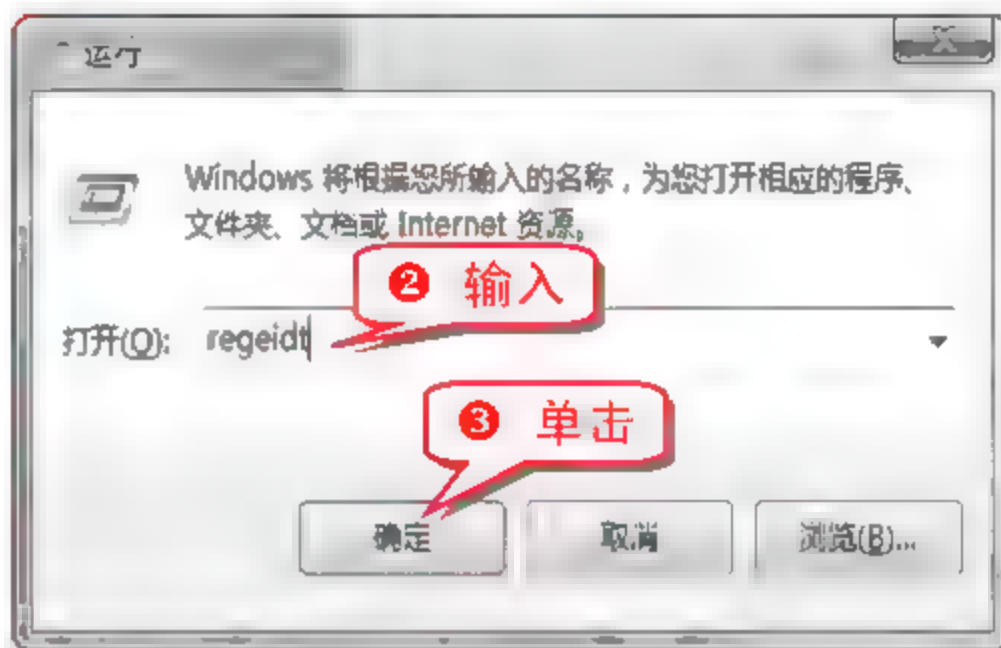 运行
Windows 将根据您所输入的名称，为您打开相应的程序、
文件夹、文档或 Internet 资源。
❷ 输入
打开(O): regeidt
❸ 单击
确定 取消 浏览(B)...